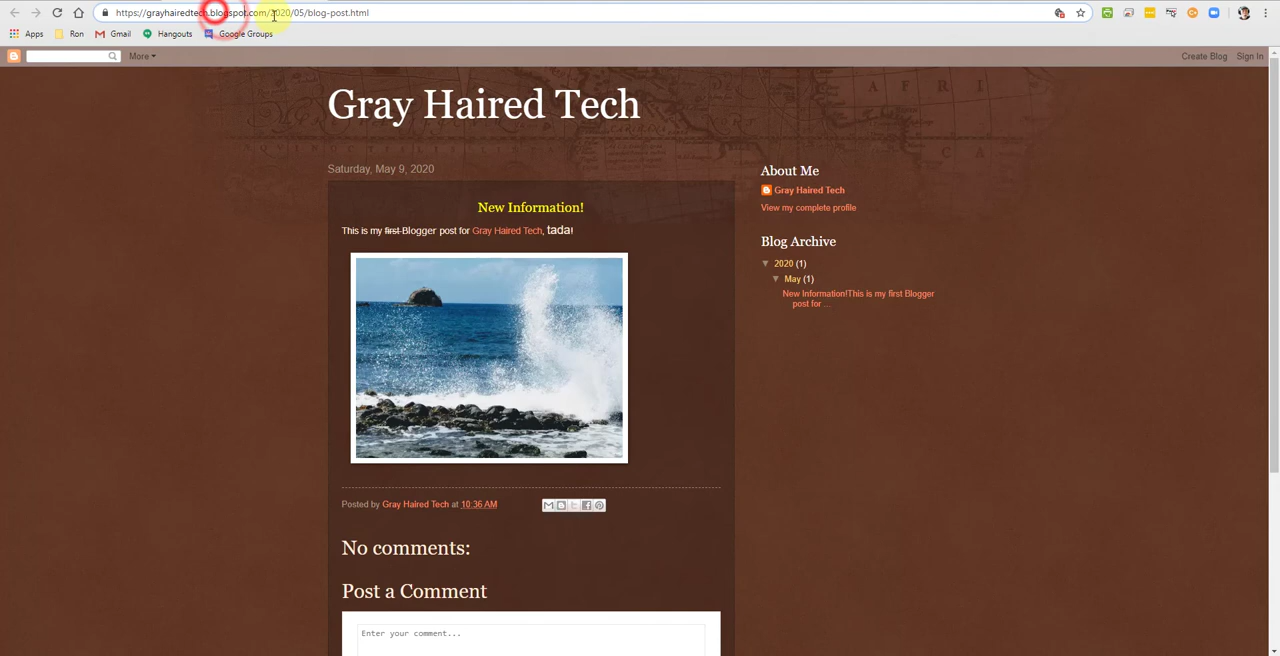 https://grayhairedtech.blogspot.com/2020/05/blog-post.html
Apps Ron Gmail Hangouts Google Groups
More Create Blog Sign In
Gray Haired Tech
Saturday, May 9, 2020
New Information!
This is my first Blogger post for Gray Haired Tech, tada!
Posted by Gray Haired Tech at 10:36 AM
No comments:
Post a Comment
Enter your comment...
About Me
Gray Haired Tech
View my complete profile
Blog Archive
▼ 2020 (1)
▼ May (1)
New Information!This is my first Blogger
post for ...